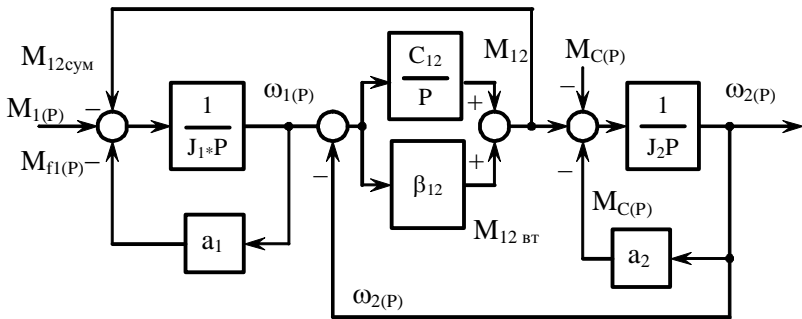 M12сум
C12
P
M12
MC(P)
−
M1(P)
−
1
J1*P
ω1(P)
+
+
1
J2P
ω2(P)
Mf1(P)−
−
β12
−
MC(P)
a1
M12 вт
a2
ω2(P)